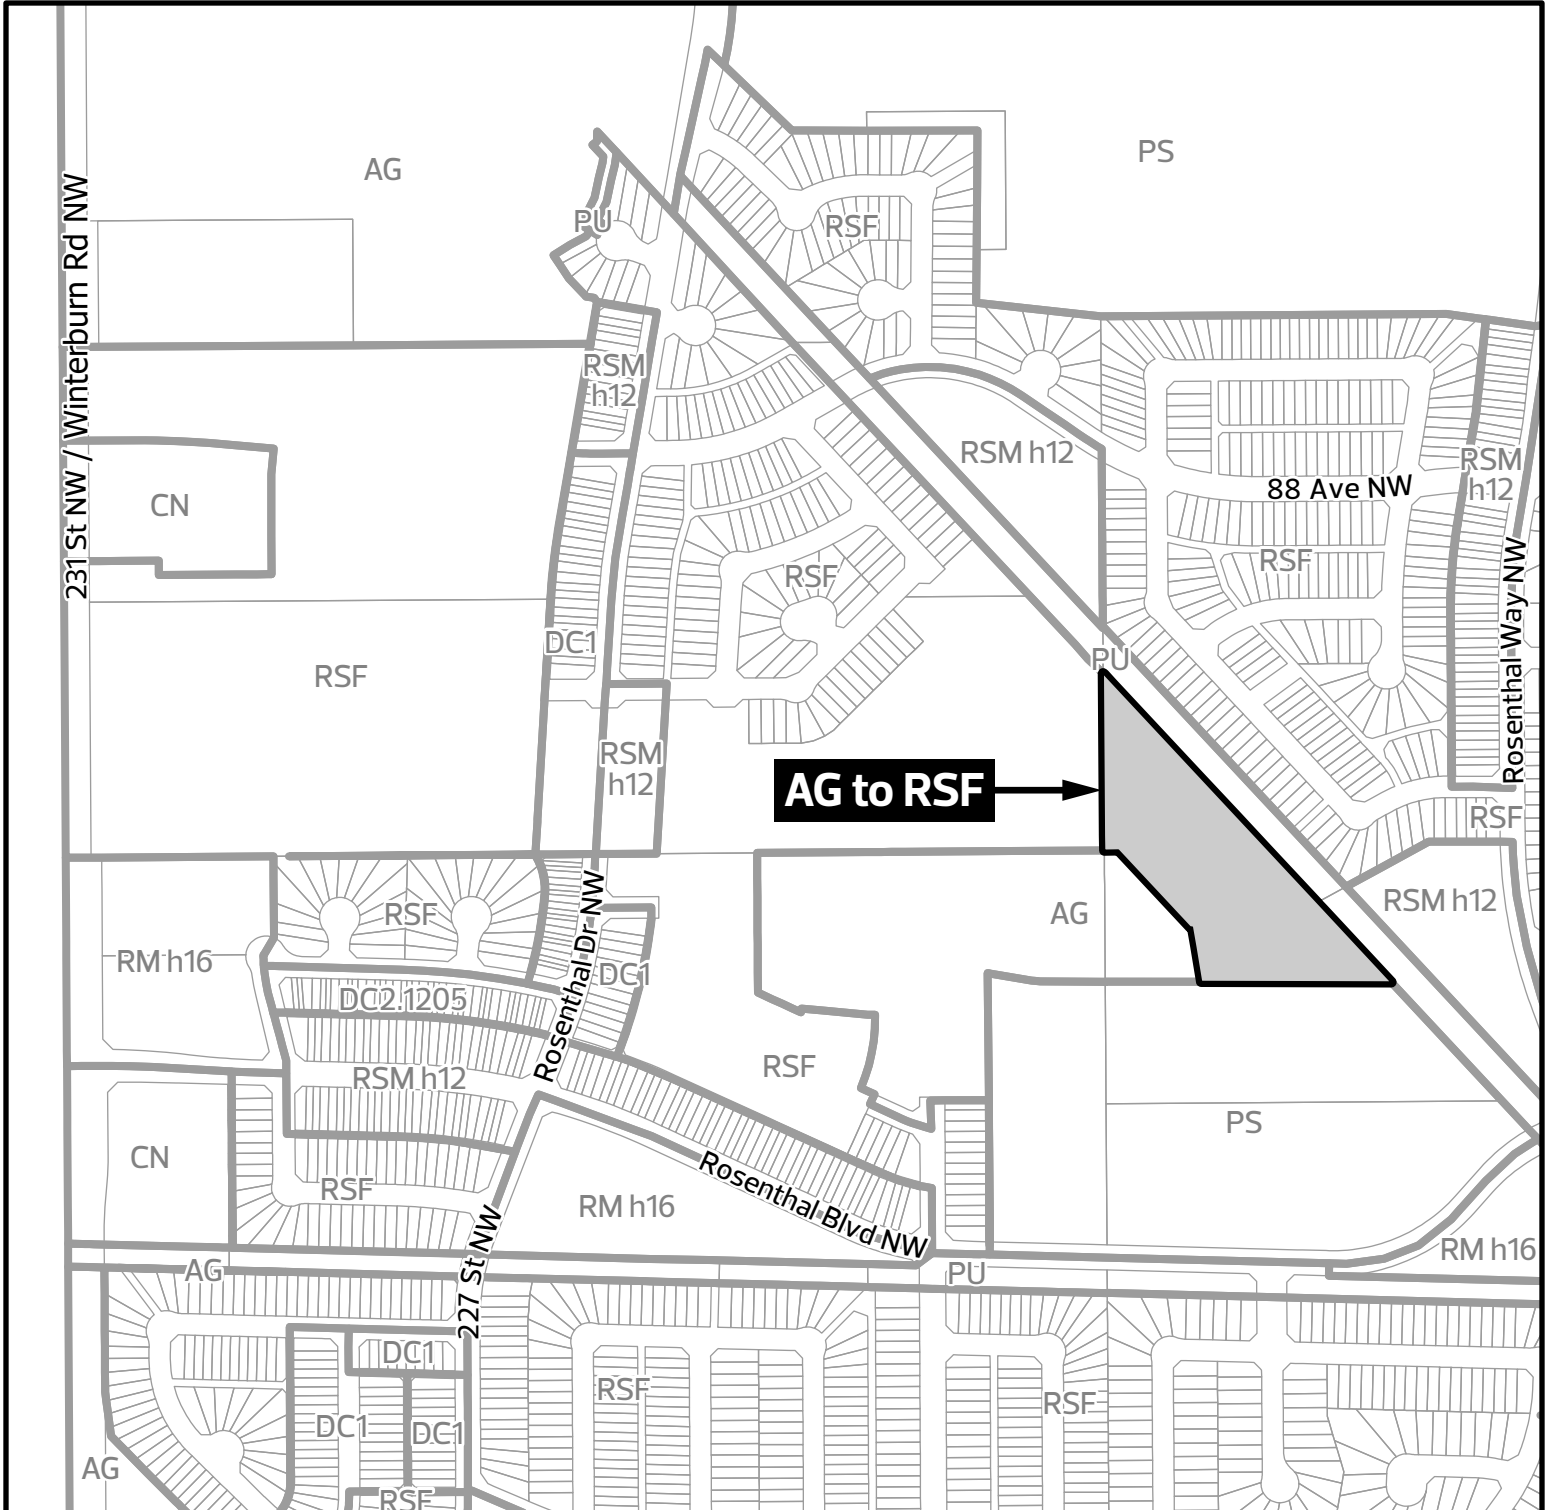 AG
PS
PU
RSF
231 St NW / Winterburn Rd NW
RSM
h12
RSM h12
RSM
h12
88 Ave NW
CN
RSF
RSF
Rosenthal Way NW
DC1
PU
RSF
RSM
h12
AG to RSF
RSF
RSM h12
RSF
AG
Rosenthal Dr NW
RM h16
DC1
DC2.1205
RSF
RSM h12
PS
CN
RSF
Rosenthal Blvd NW
RM h16
227 St NW
RM h16
AG
PU
DC1
RSF
RSF
DC1
DC1
AG
RSF